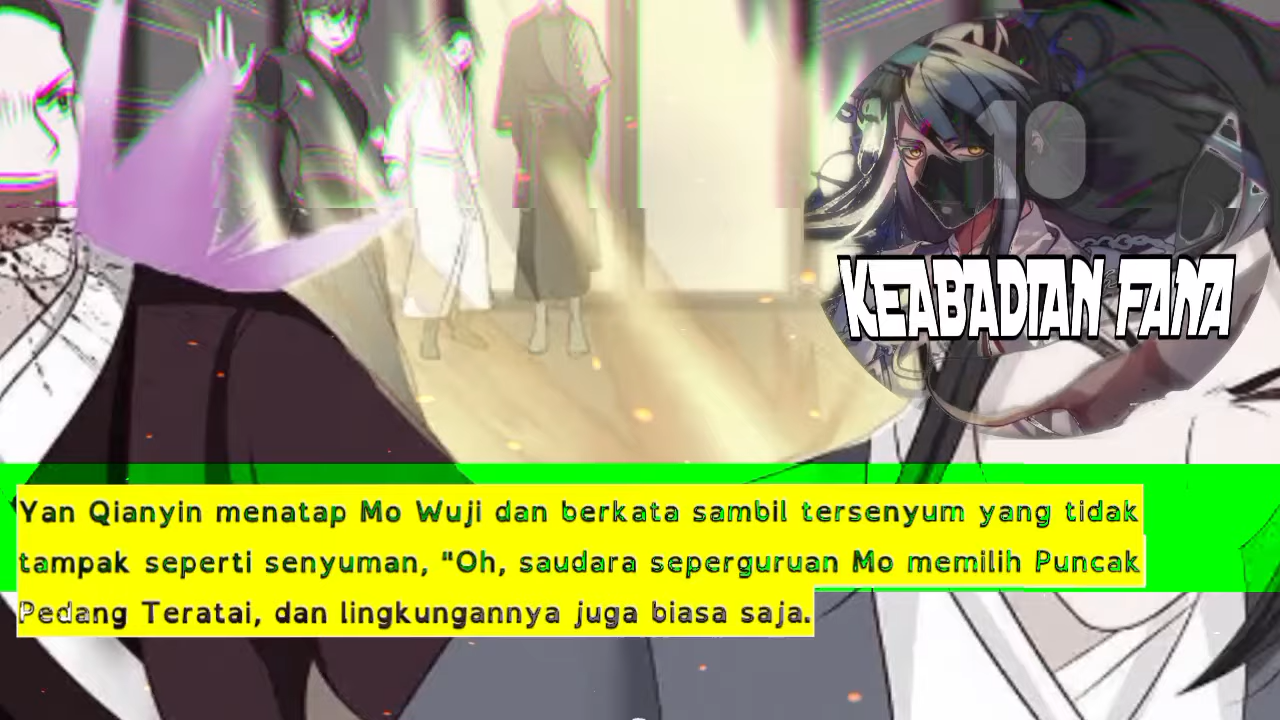 10
KEABADIAN FANA
Yan Qianyin menatap Mo Wuji dan berkata sambil tersenyum yang tidak
tampak seperti senyuman, "Oh, saudara seperguruan Mo memilih Puncak
Pedang Teratai, dan lingkungannya juga biasa saja.